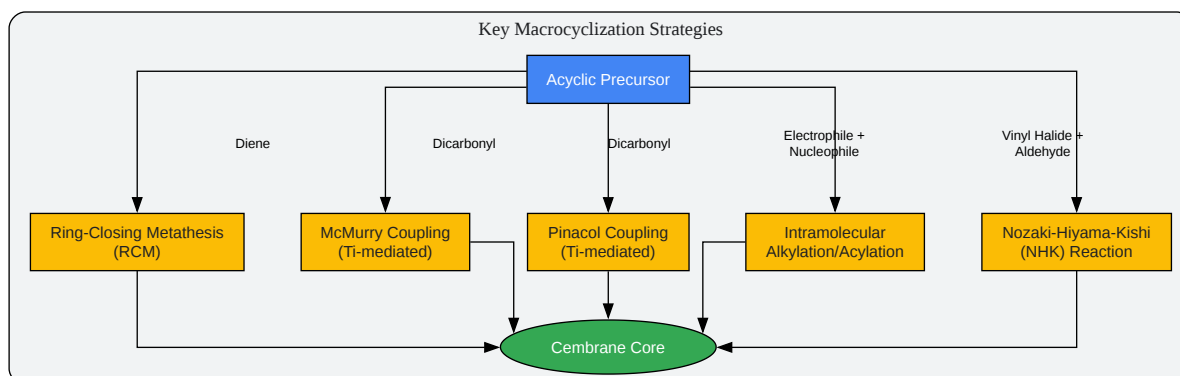 Key Macrocyclization Strategies
Acyclic Precursor
Diene
Dicarbonyl
Dicarbonyl
Electrophile +
Nucleophile
Vinyl Halide +
Aldehyde
Ring-Closing Metathesis
(RCM)
McMurry Coupling
(Ti-mediated)
Pinacol Coupling
(Ti-mediated)
Intramolecular
Alkylation/Acylation
Nozaki-Hiyama-Kishi
(NHK) Reaction
Cembrane Core